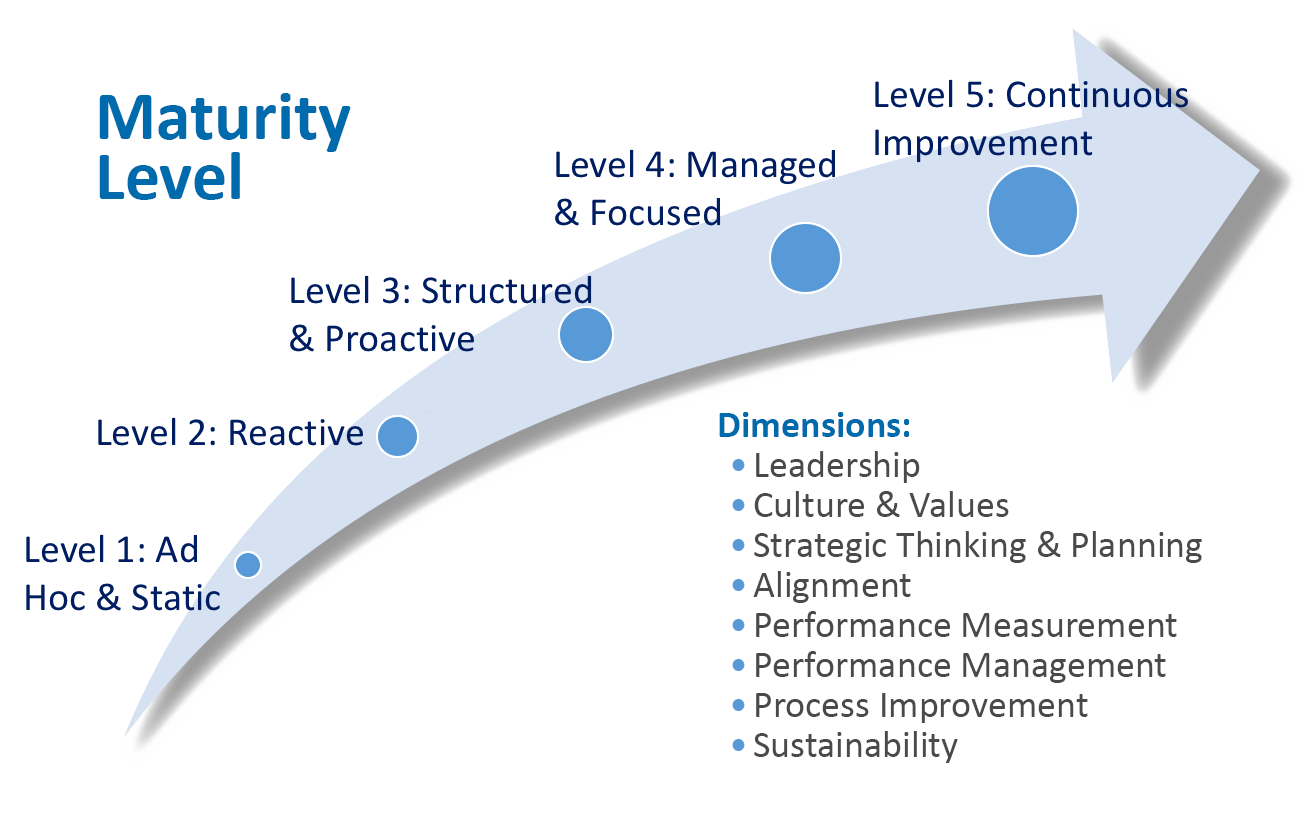 Maturity
Level
Level 5: Continuous
Improvement
Level 4: Managed
& Focused
Level 3: Structured
& Proactive
Level 2: Reactive
Level 1: Ad
Hoc & Static
Dimensions:
• Leadership
• Culture & Values
• Strategic Thinking & Planning
• Alignment
• Performance Measurement
• Performance Management
• Process Improvement
• Sustainability